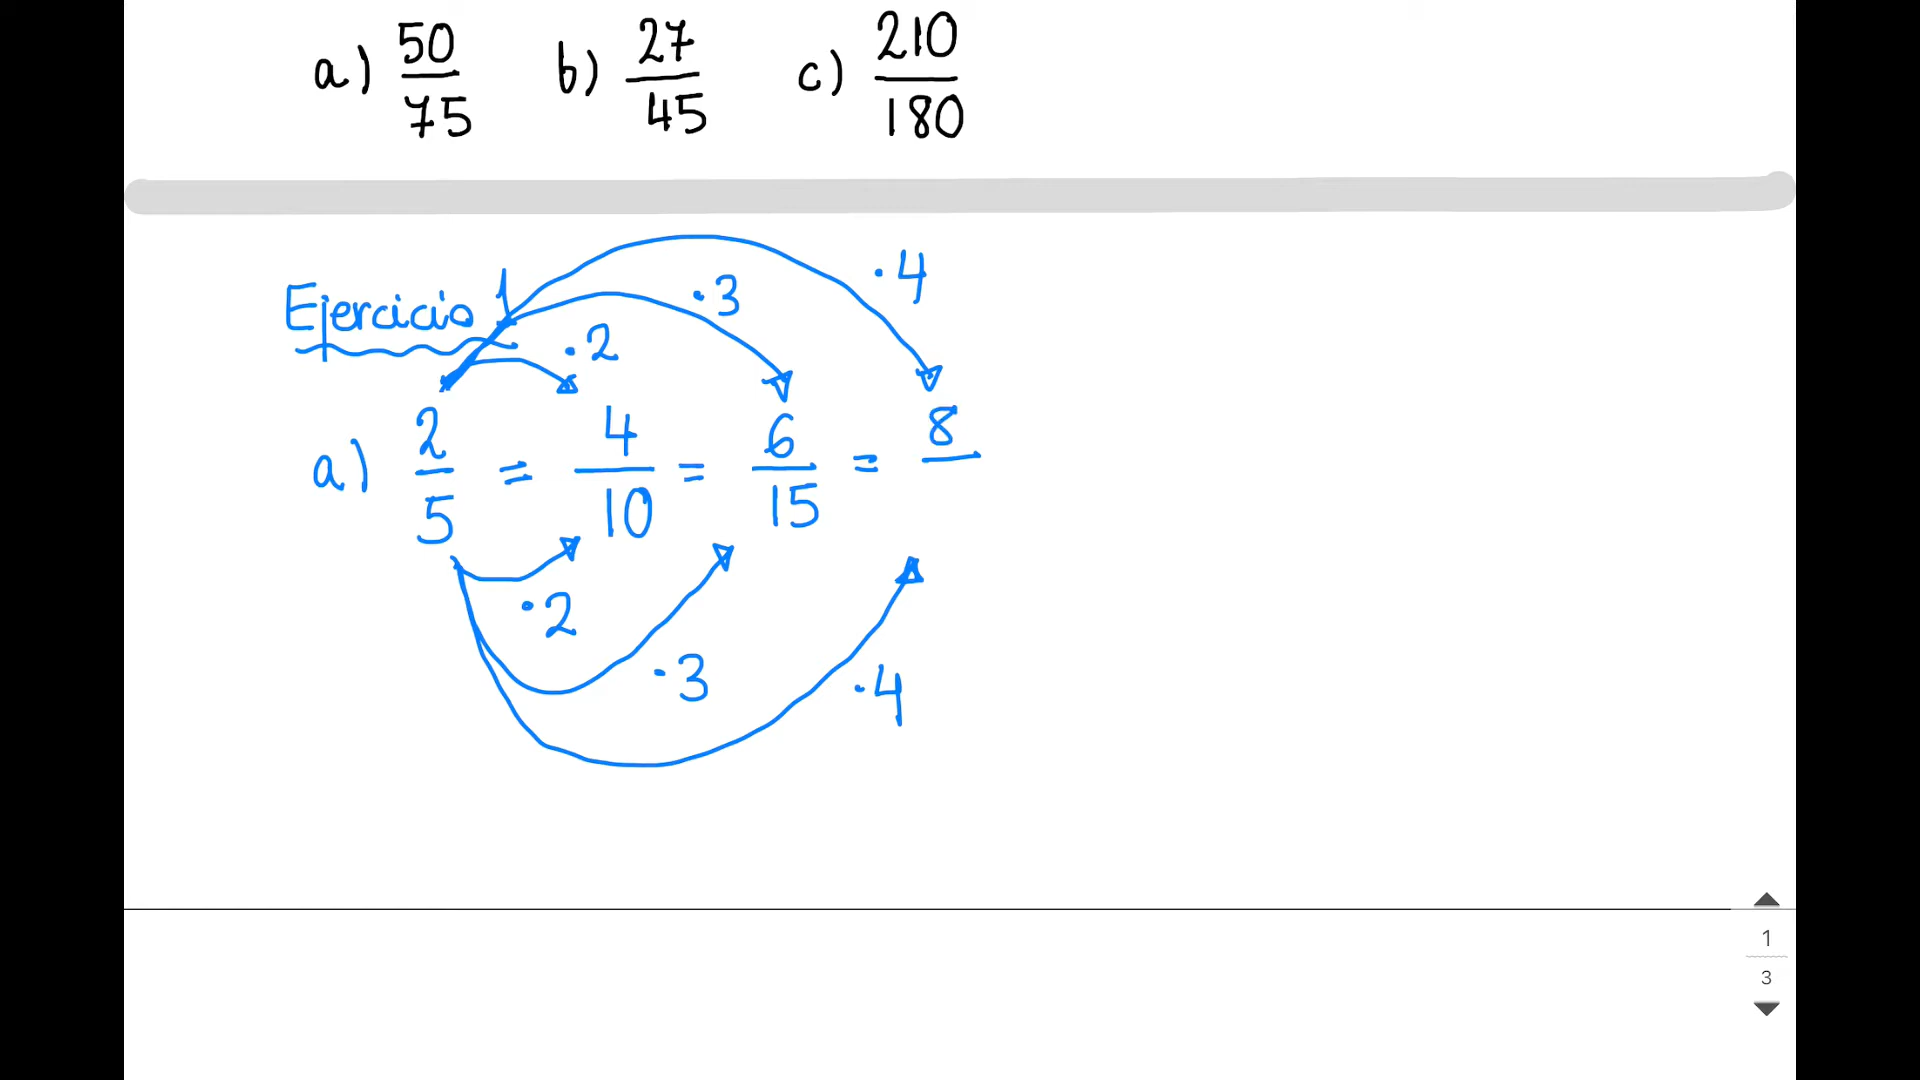 a) 50/75 b) 27/45 c) 210/180
Ejercicio 1
·4
·3
·2
a) 2/5 = 4/10 = 6/15 = 8/
·2
·3
·4
1
3